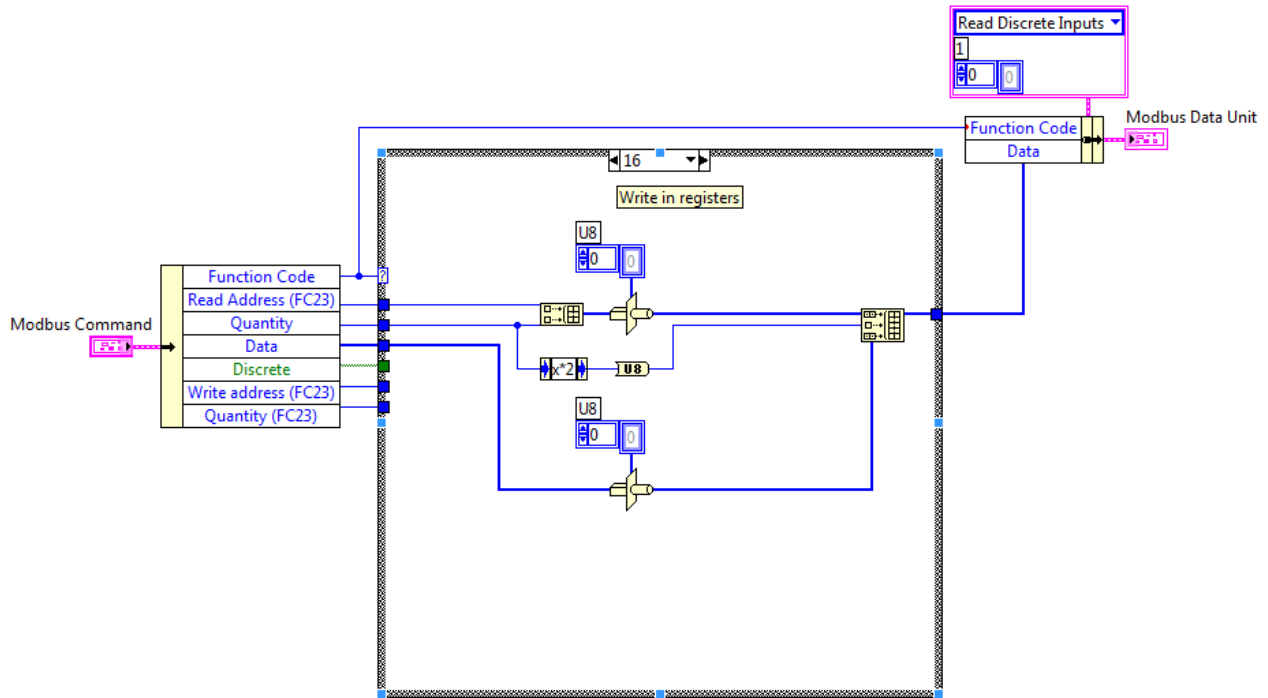 Read Discrete Inputs
1
0
0
Modbus Data Unit
Function Code
Data
16
Write in registers
U8
0
0
Function Code
Read Address (FC23)
Quantity
Data
Discrete
Write address (FC23)
Quantity (FC23)
Modbus Command
?
x*2
U8
U8
0
0